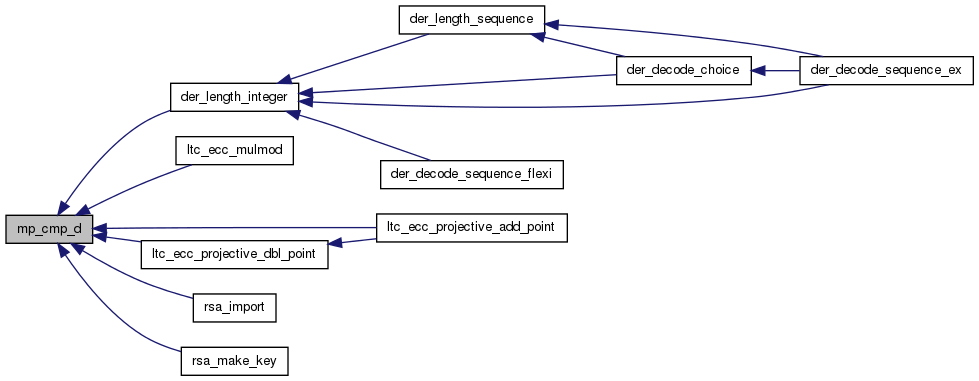 der_length_sequence
der_decode_choice
der_decode_sequence_ex
der_length_integer
ltc_ecc_mulmod
der_decode_sequence_flexi
mp_cmp_d
ltc_ecc_projective_add_point
ltc_ecc_projective_dbl_point
rsa_import
rsa_make_key